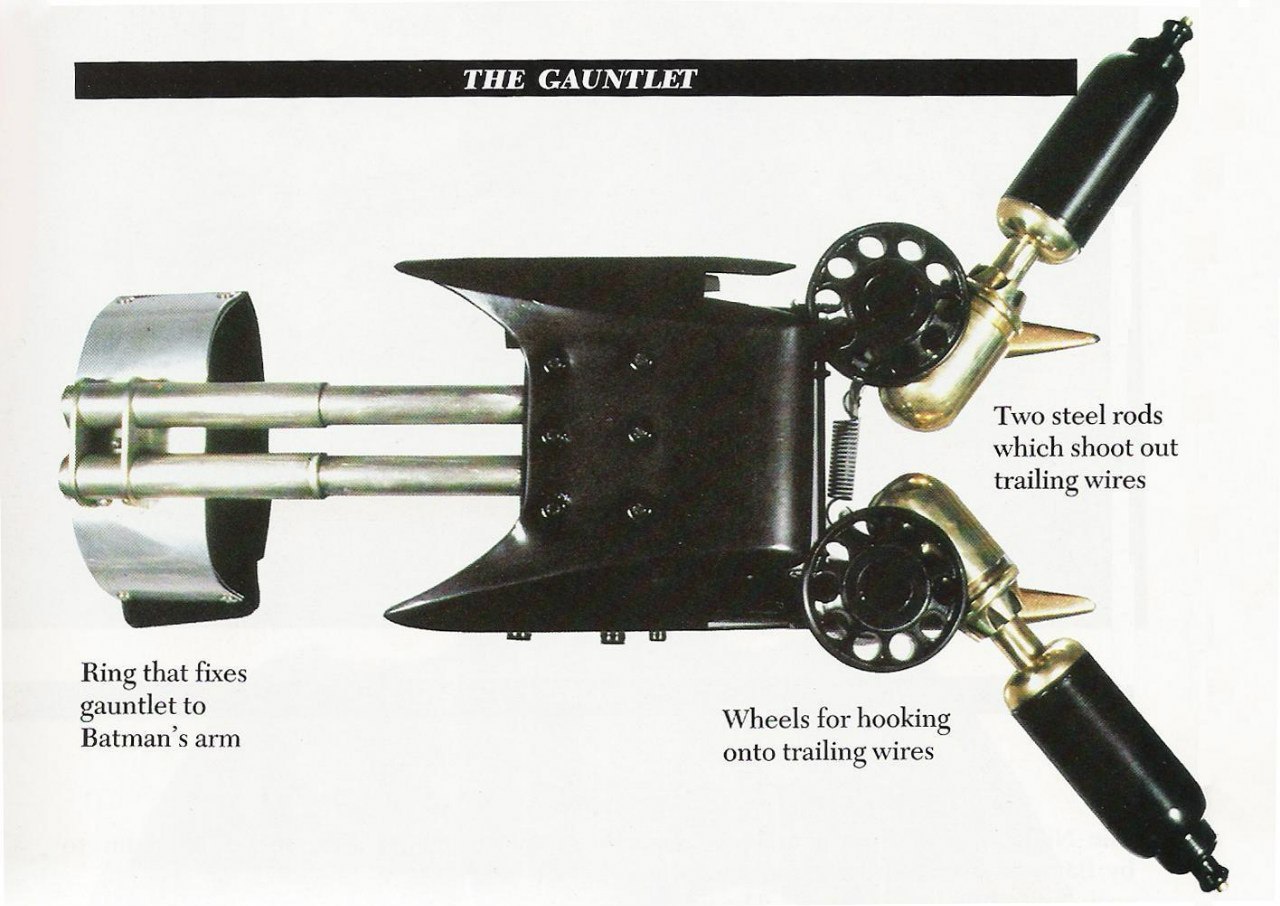 THE GAUNTLET
Two steel rods
which shoot out
trailing wires
Ring that fixes
gauntlet to
Batman's arm
Wheels for hooking
onto trailing wires